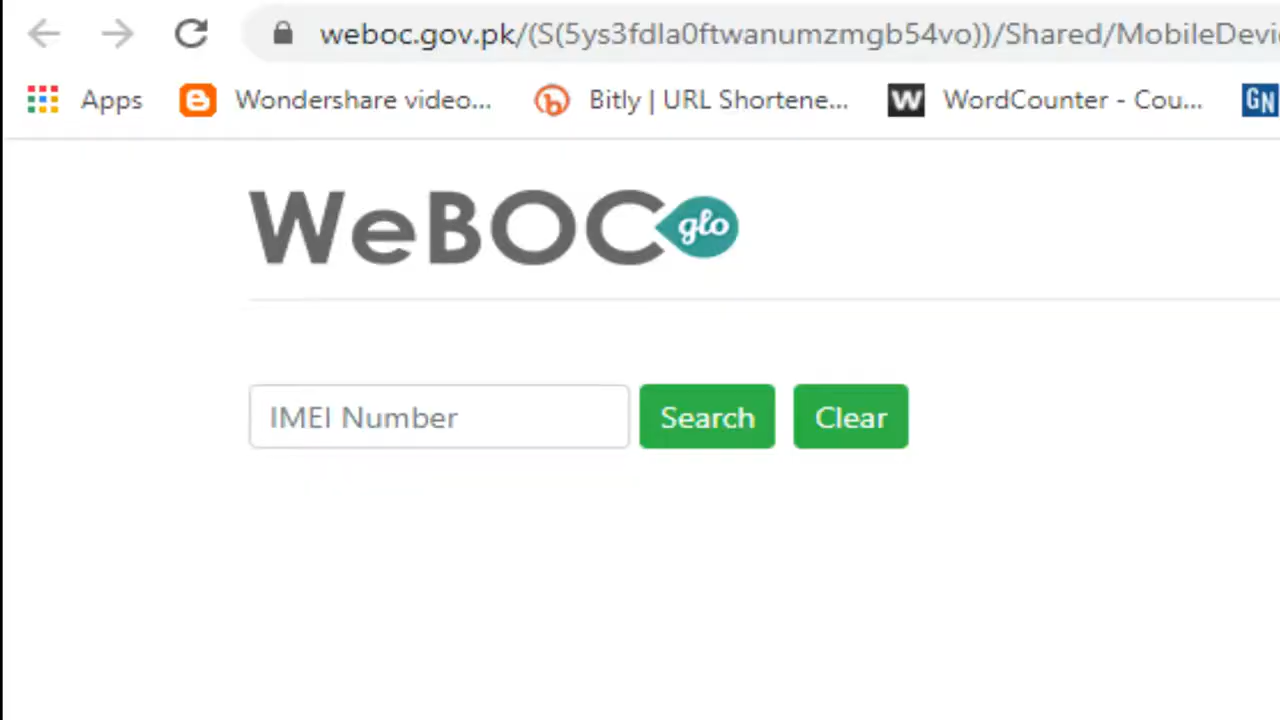 weboc.gov.pk/(S(5ys3fdla0ftwanumzmgb54vo))/Shared/MobileDevi
Apps Wondershare video... Bitly | URL Shortene... WordCounter - Cou... GN
WeBOC glo
IMEI Number Search Clear